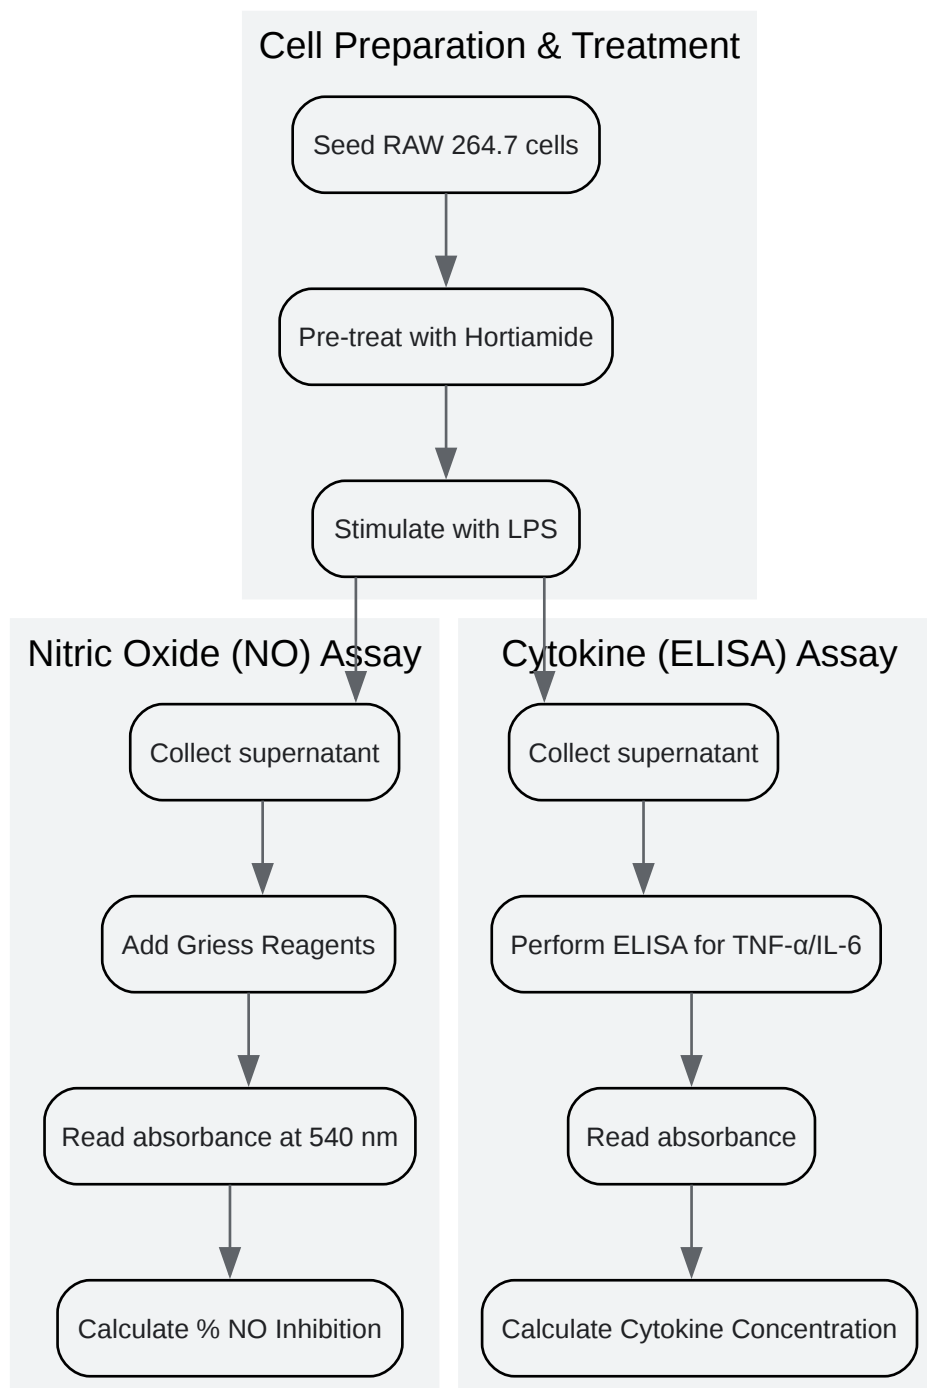 Cell Preparation & Treatment
Seed RAW 264.7 cells
Pre-treat with Hortiamide
Stimulate with LPS
Nitric Oxide (NO) Assay
Collect supernatant
Add Griess Reagents
Read absorbance at 540 nm
Calculate % NO Inhibition
Cytokine (ELISA) Assay
Collect supernatant
Perform ELISA for TNF-α/IL-6
Read absorbance
Calculate Cytokine Concentration